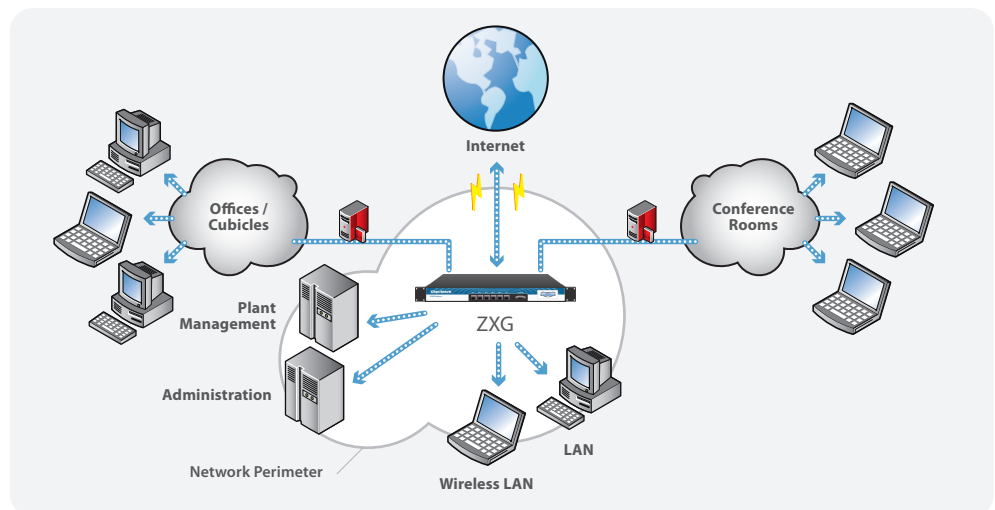 Internet
Offices /
Cubicles
Conference
Rooms
Plant
Management
ZXG
Administration
LAN
Network Perimeter
Wireless LAN